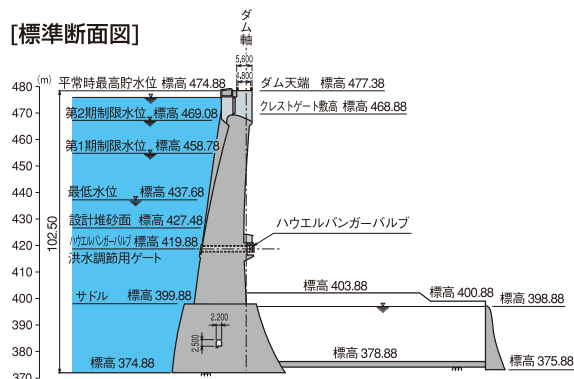 [標準断面図]
ダム軸
5,600
4,800
(m)
平常時最高貯水位 標高 474.88
ダム天端 標高 477.38
480
クレストゲート敷高 標高 468.88
第2期制限水位 標高 469.08
470
第1期制限水位 標高 458.78
460
450
最低水位 標高 437.68
440
設計堆砂面 標高 427.48
430
ハウエルバンガーバルブ
ハウエルバンガーバルブ 標高 419.88
420
洪水調節用ゲート
410
102.50
標高 403.88
標高 400.88
標高 398.88
サドル 標高 399.88
400
390
2.200
2.500
380
標高 378.88
標高 375.88
標高 374.88
370